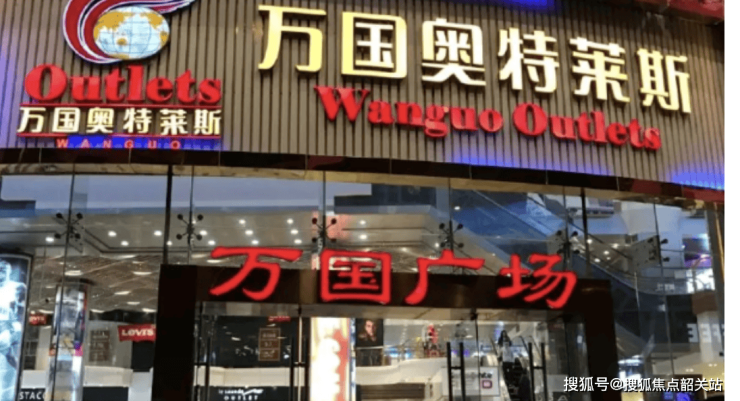 万国奥特莱斯
Wanguo Outlets
Outlets
万国奥特莱斯
WANGUO
万国广场
Levi's
OUTLET
搜狐号@搜狐焦点韶关站